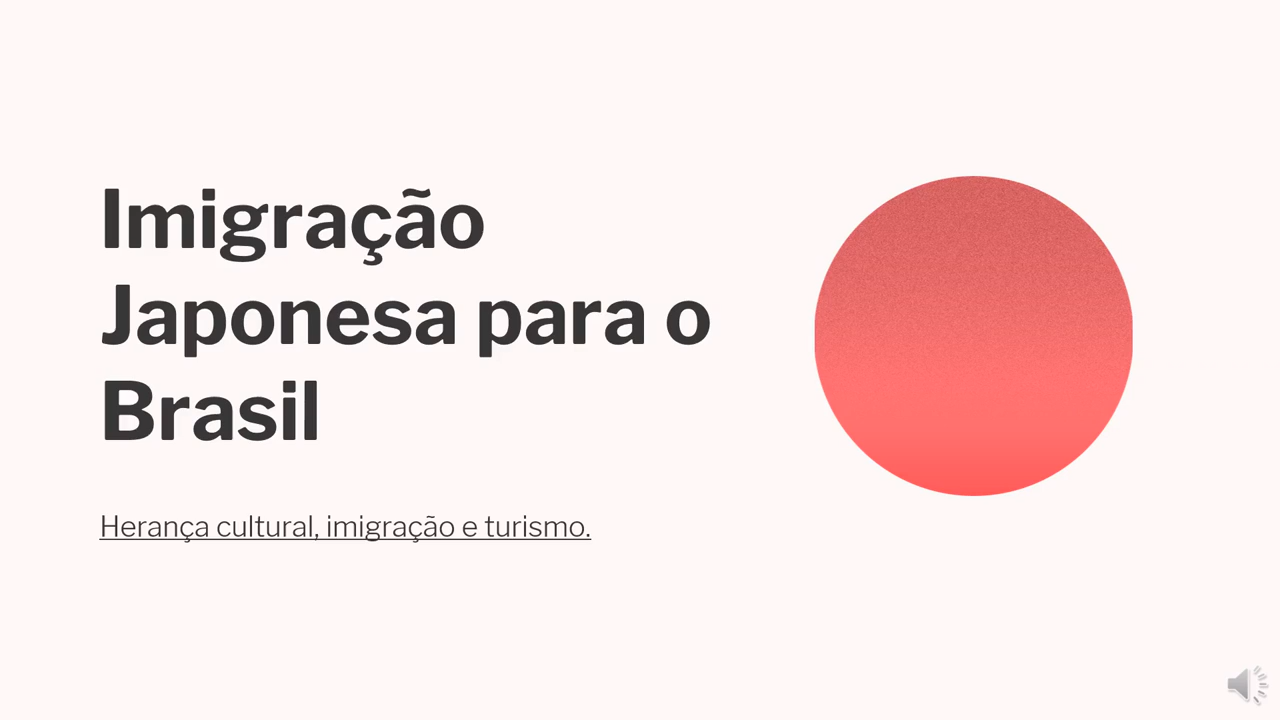 Imigração
Japonesa para o
Brasil
Herança cultural, imigração e turismo.